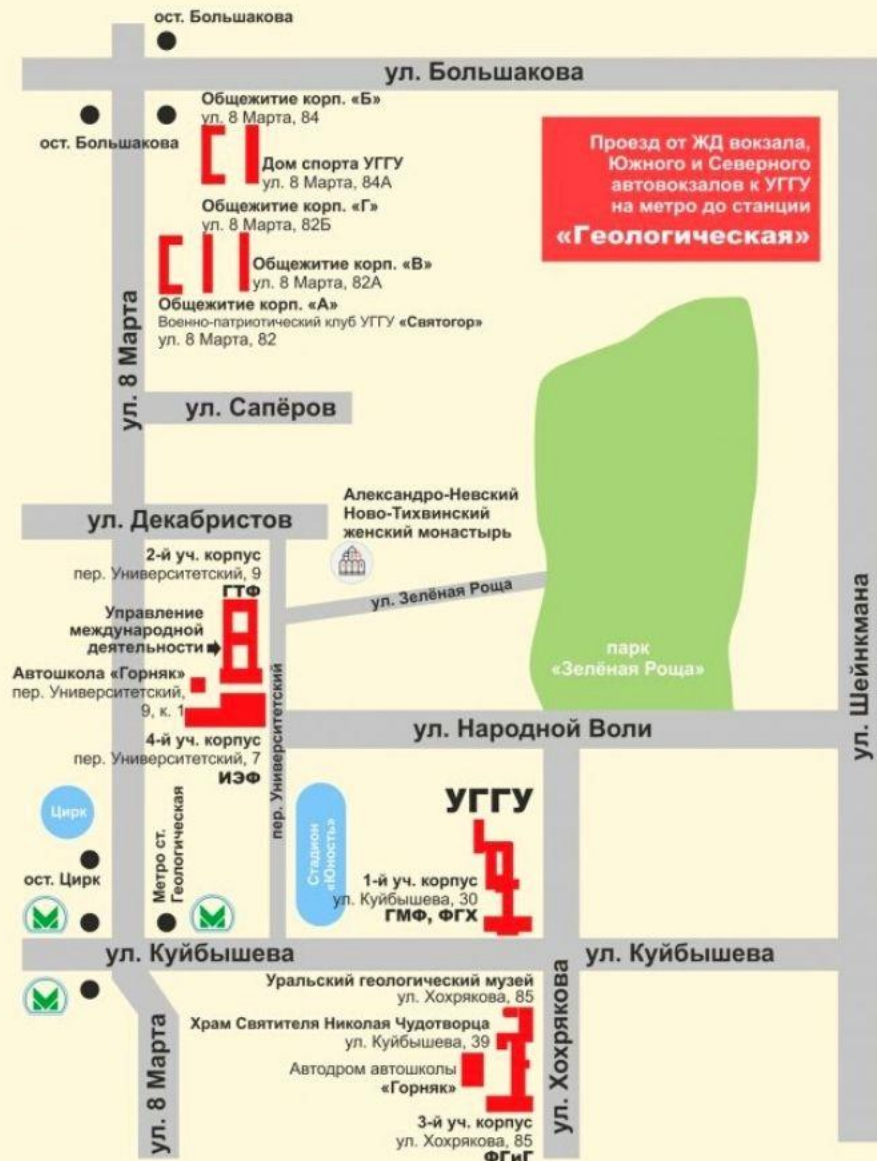 ост. Большакова
ул. Большакова
ост. Большакова
Общежитие корп. «Б»
ул. 8 Марта, 84
Дом спорта УГГУ
ул. 8 Марта, 84А
Проезд от ЖД вокзала,
Южного и Северного
автовокзалов к УГГУ
на метро до станции
«Геологическая»
Общежитие корп. «Г»
ул. 8 Марта, 82Б
Общежитие корп. «В»
ул. 8 Марта, 82А
Общежитие корп. «А»
Военно-патриотический клуб УГГУ «Святогор»
ул. 8 Марта, 82
ул. 8 Марта
ул. Сапёров
ул. Декабристов
Александро-Невский
Ново-Тихвинский
женский монастырь
ул. Зелёная Роща
парк
«Зелёная Роща»
ул. Шейнкмана
2-й уч. корпус
пер. Университетский, 9
ГТФ
Управление
международной
деятельности
Автошкола «Горняк»
пер. Университетский,
9, к. 1
4-й уч. корпус
пер. Университетский, 7
ИЭФ
пер. Университетский
ул. Народной Воли
Цирк
ост. Цирк
Метро ст.
Геологическая
Стадион
«Юность»
УГГУ
1-й уч. корпус
ул. Куйбышева, 30
ГМФ, ФГХ
ул. Куйбышева
ул. Куйбышева
Уральский геологический музей
ул. Хохрякова, 85
Храм Святителя Николая Чудотворца
ул. Куйбышева, 39
Автодром автошколы
«Горняк»
3-й уч. корпус
ул. Хохрякова, 85
ФГиГ
ул. 8 Марта
ул. Хохрякова